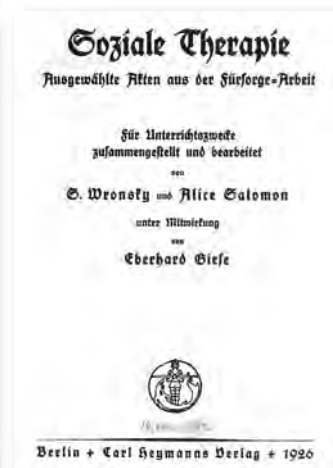 Soziale Therapie
Ausgewählte Akten aus der Fürsorge-Arbeit
Für Unterrichtszwecke
zusammengestellt und bearbeitet
von
S. Wronsky und Alice Salomon
unter Mitwirkung
von
Eberhard Giese
Berlin + Carl Heymanns Verlag + 1926